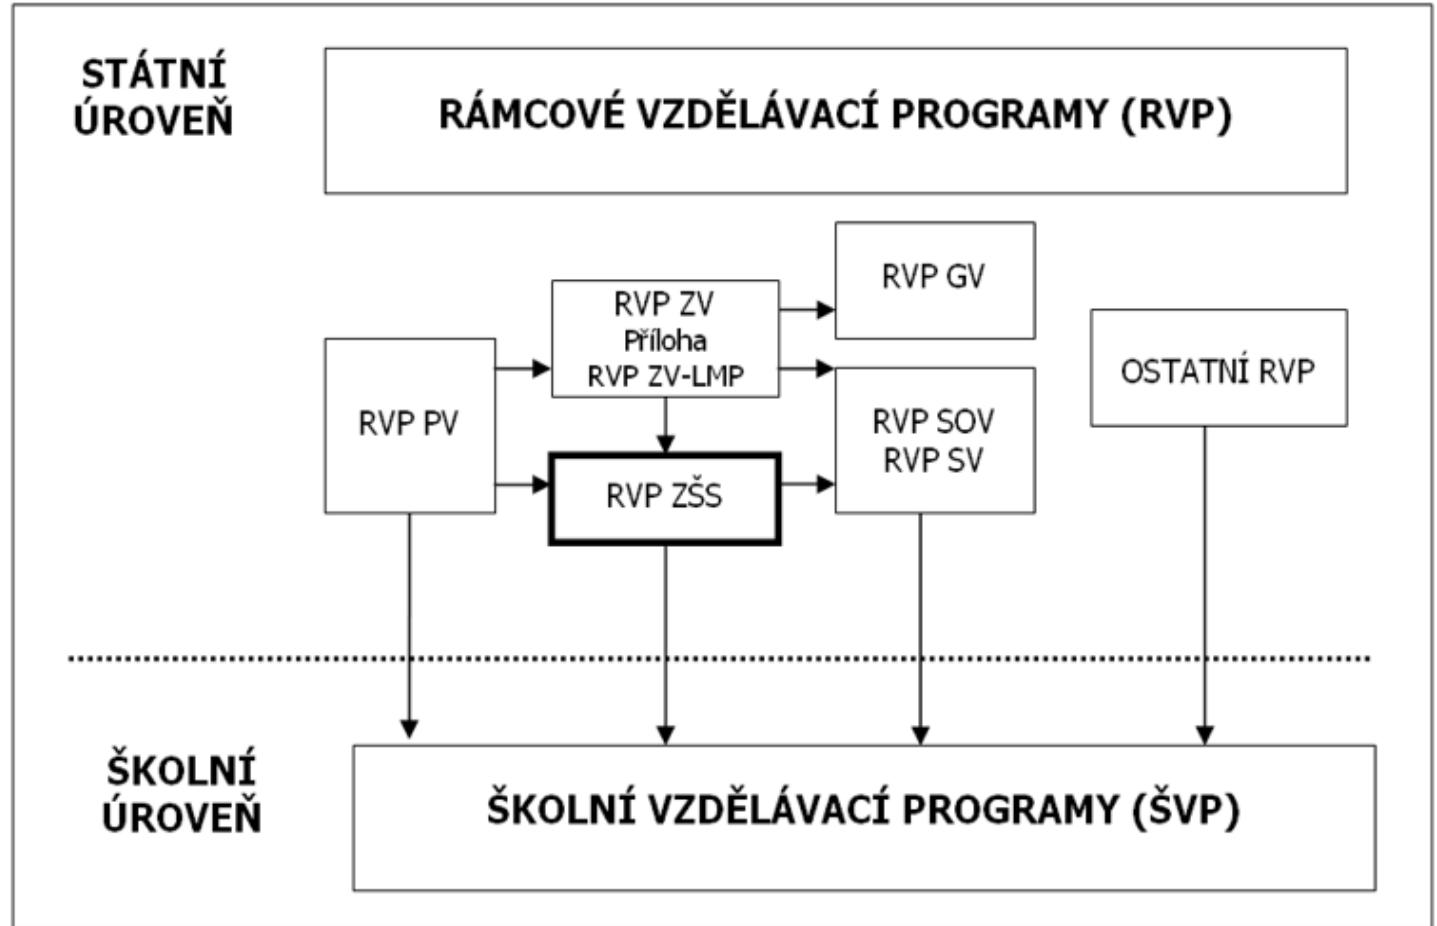 STÁTNÍ
ÚROVEŇ
RÁMCOVÉ VZDĚLÁVACÍ PROGRAMY (RVP)
RVP GV
RVP ZV
Příloha
RVP ZV-LMP
OSTATNÍ RVP
RVP PV
RVP SOV
RVP SV
RVP ZŠS
ŠKOLNÍ
ÚROVEŇ
ŠKOLNÍ VZDĚLÁVACÍ PROGRAMY (ŠVP)